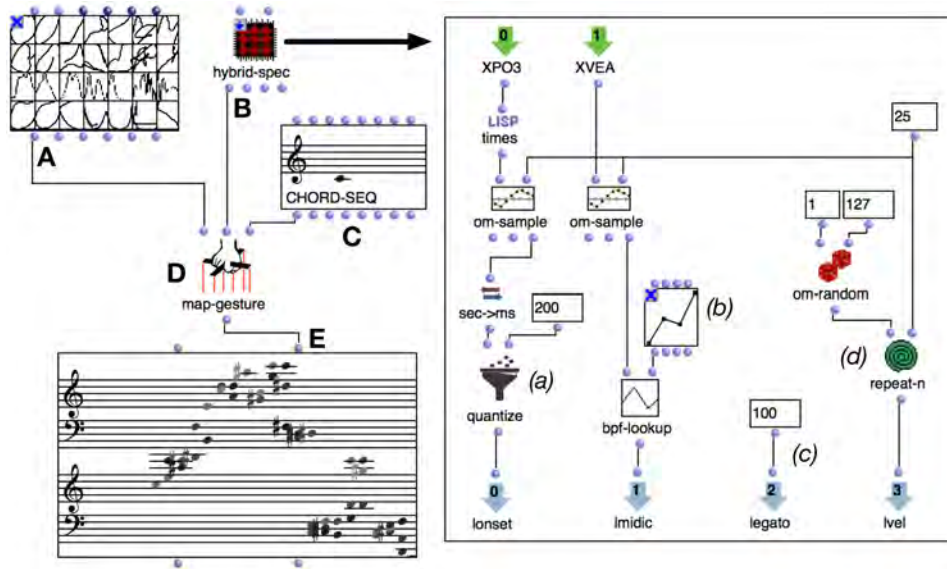 hybrid-spec
A
B
CHORD-SEQ
C
D
map-gesture
E
0
1
XPO3
XVEA
LISP
times
25
om-sample
om-sample
1
127
om-random
sec->ms
200
(b)
(a)
quantize
bpf-lookup
(d)
repeat-n
100
(c)
0
1
2
3
lonset
lmidic
legato
lvel